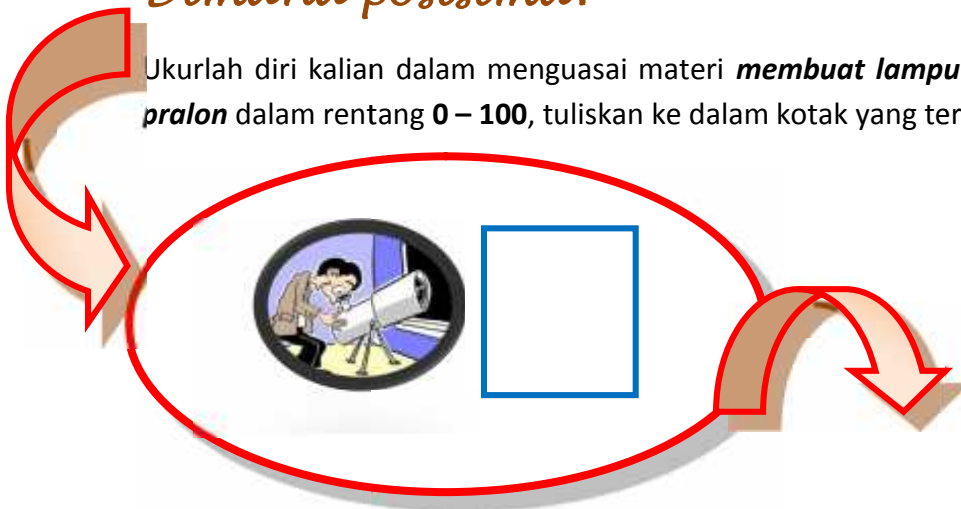 posisimu
Ukurlah diri kalian dalam menguasai materi membuat lampu
pralon dalam rentang 0 – 100, tuliskan ke dalam kotak yang ter